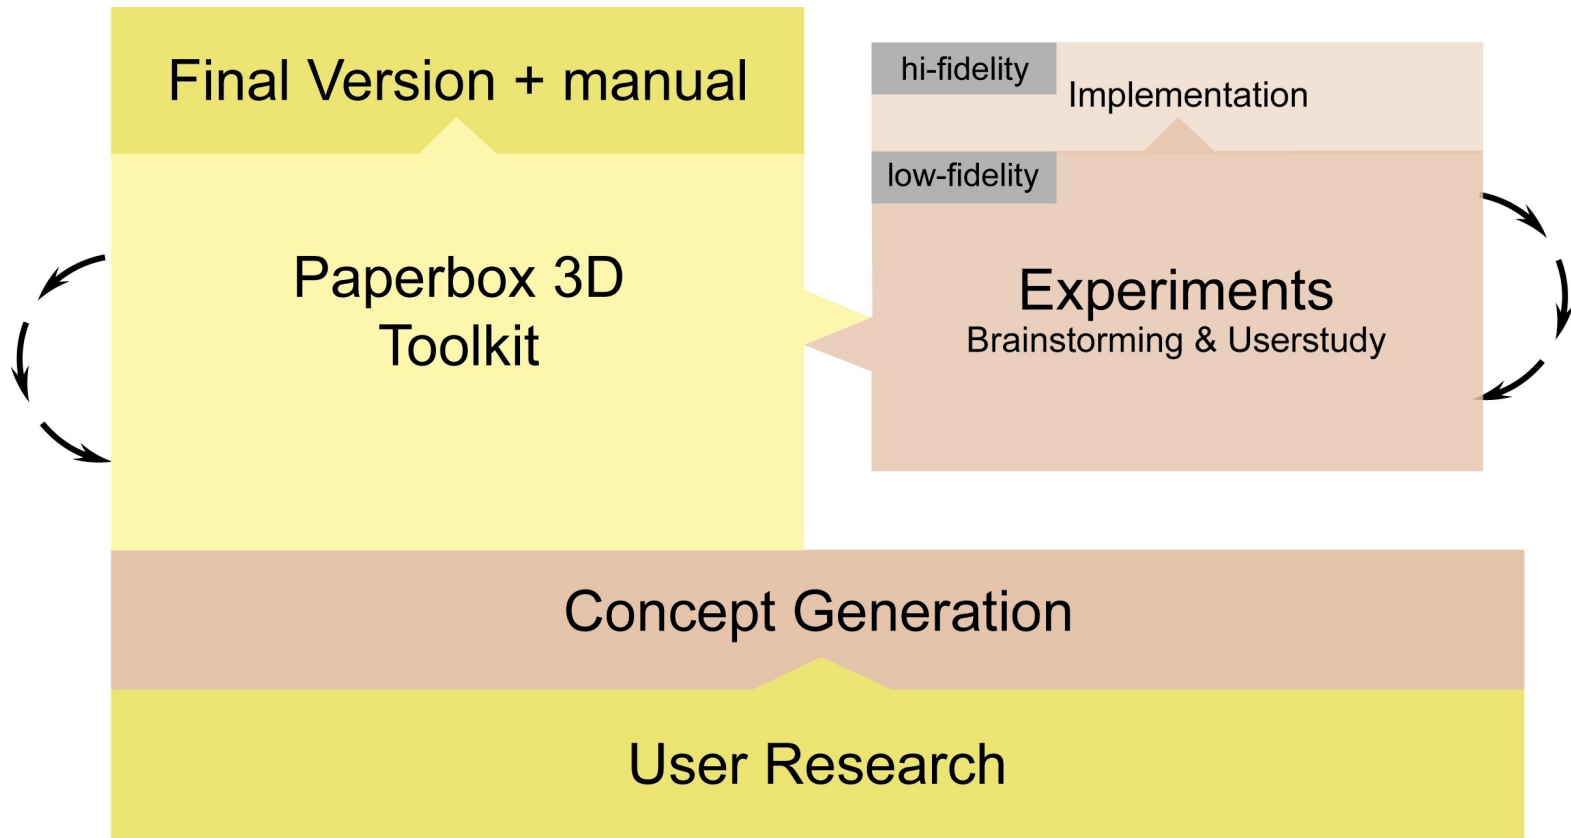 Final Version + manual
hi-fidelity
Implementation
low-fidelity
Paperbox 3D
Toolkit
Experiments
Brainstorming & Userstudy
Concept Generation
User Research